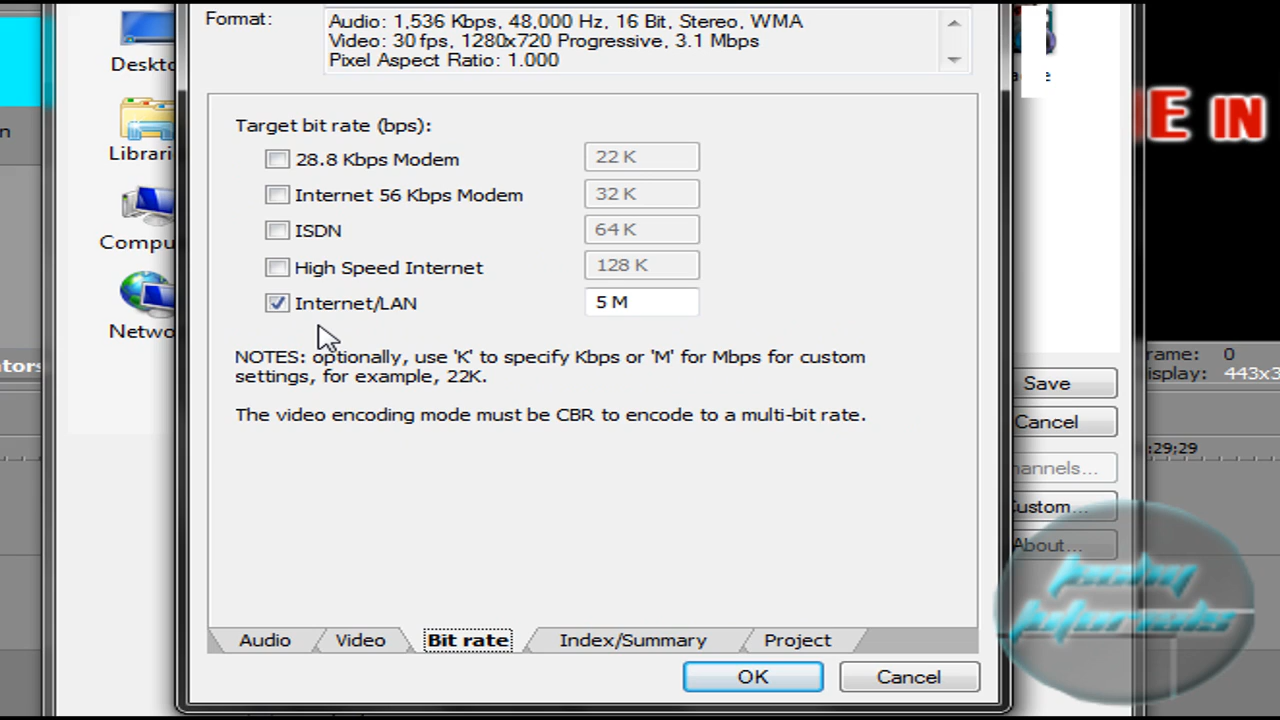 Format:
Audio: 1,536 Kbps, 48,000 Hz, 16 Bit, Stereo, WMA
Video: 30 fps, 1280x720 Progressive, 3.1 Mbps
Pixel Aspect Ratio: 1.000
Deskto
Librari
Compu
Netwo
Target bit rate (bps):
28.8 Kbps Modem 22 K
Internet 56 Kbps Modem 32 K
ISDN 64 K
High Speed Internet 128 K
Internet/LAN 5 M
NOTES: optionally, use 'K' to specify Kbps or 'M' for Mbps for custom
settings, for example, 22K.
The video encoding mode must be CBR to encode to a multi-bit rate.
Audio Video Bit rate Index/Summary Project
OK Cancel
E IN
rame: 0
isplay: 443x3
Save
Cancel
;29;29
hannels...
Custom...
About...